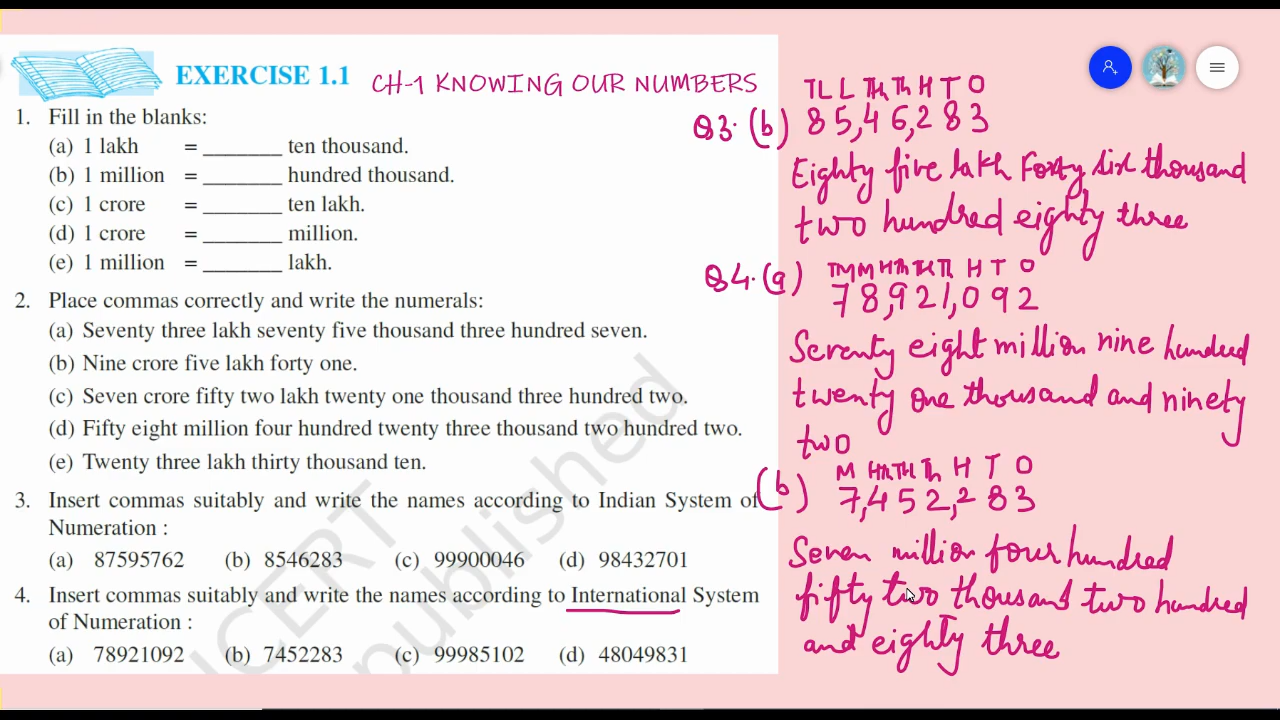 EXERCISE 1.1
CH-1 KNOWING OUR NUMBERS
1. Fill in the blanks:
(a) 1 lakh = _______ ten thousand.
(b) 1 million = _______ hundred thousand.
(c) 1 crore = _______ ten lakh.
(d) 1 crore = _______ million.
(e) 1 million = _______ lakh.
2. Place commas correctly and write the numerals:
(a) Seventy three lakh seventy five thousand three hundred seven.
(b) Nine crore five lakh forty one.
(c) Seven crore fifty two lakh twenty one thousand three hundred two.
(d) Fifty eight million four hundred twenty three thousand two hundred two.
(e) Twenty three lakh thirty thousand ten.
3. Insert commas suitably and write the names according to Indian System of
Numeration :
(a) 87595762 (b) 8546283 (c) 99900046 (d) 98432701
4. Insert commas suitably and write the names according to International System
of Numeration :
(a) 78921092 (b) 7452283 (c) 99985102 (d) 48049831
NCERT
published
TL L TTh Th H T O
Q3. (b) 85,46,283
Eighty five lakh Forty six thousand
two hundred eighty three
TM M HTh TTh Th H T O
Q4. (a) 78,921,092
Seventy eight million nine hundred
twenty one thousand and ninety
two
M HTh TTh Th H T O
(b) 7,452,283
Seven million four hundred
fifty two thousand two hundred
and eighty three